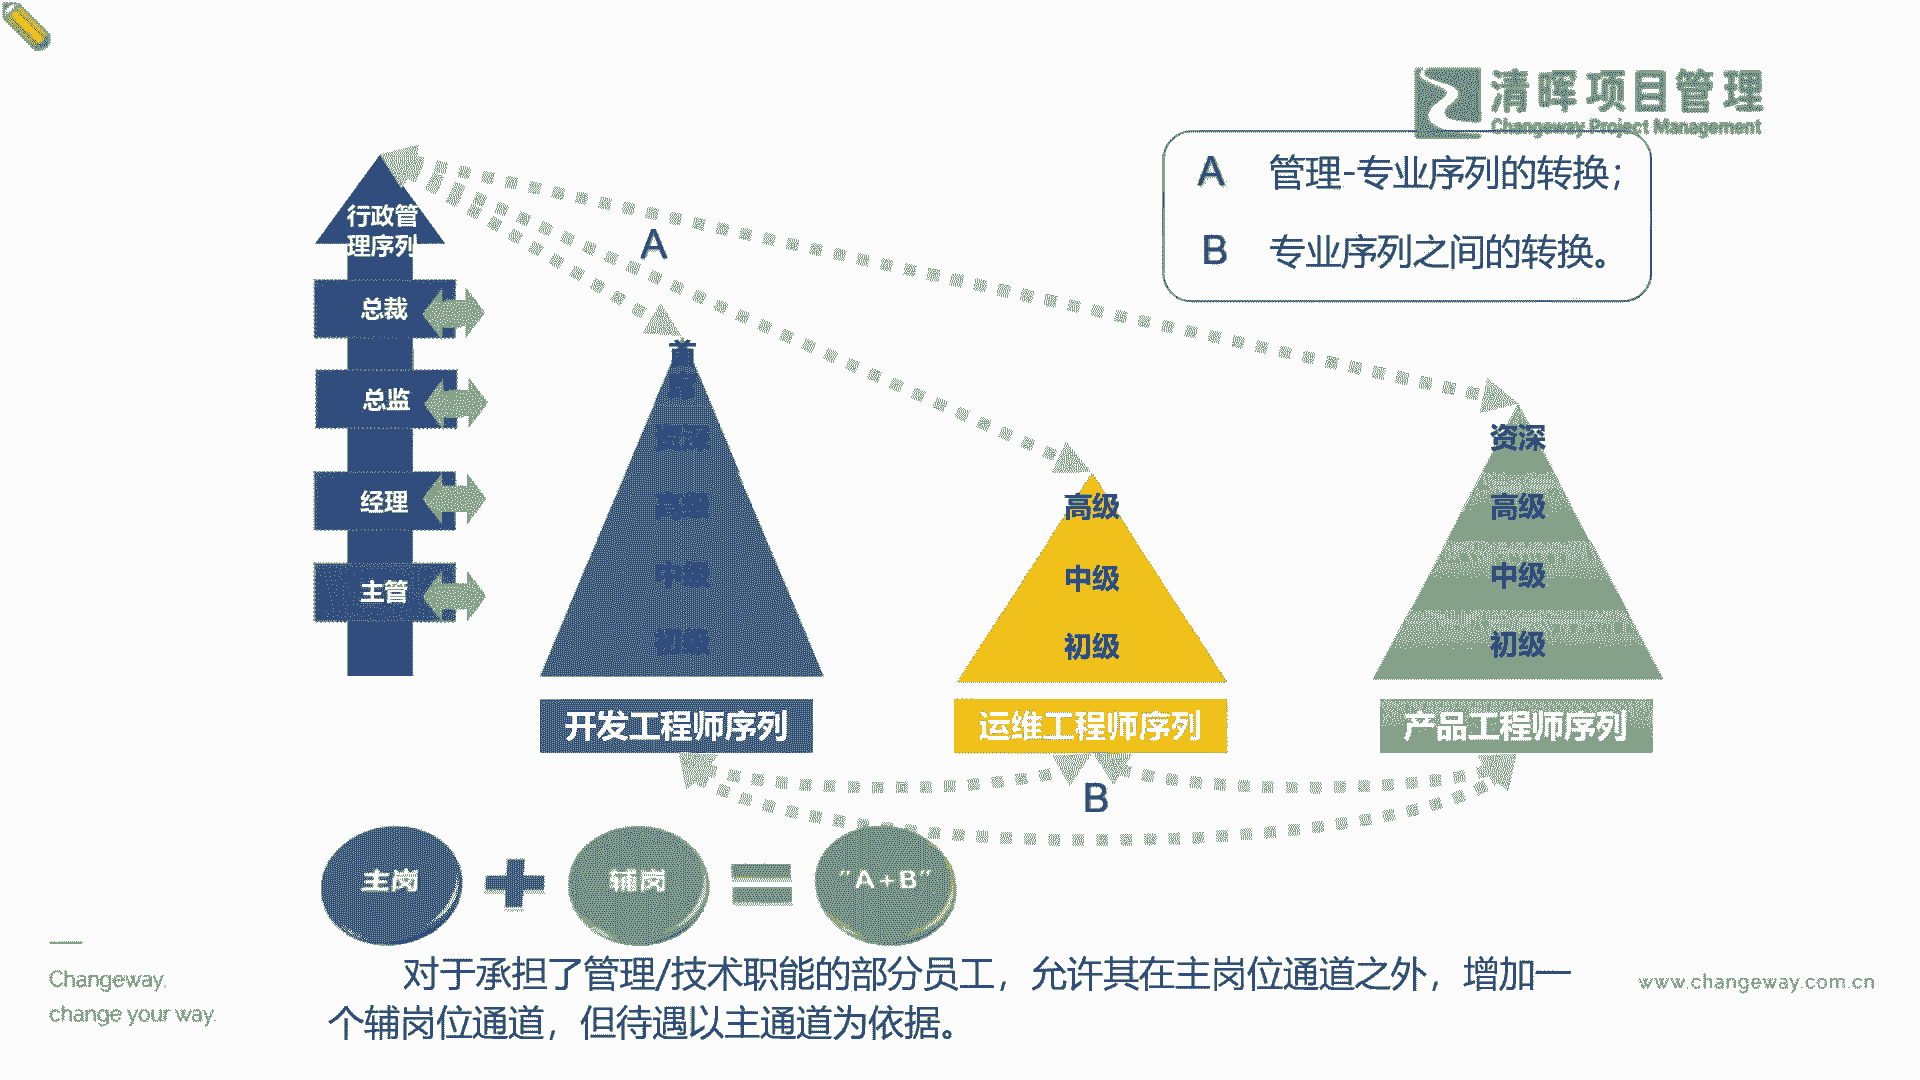 清晖项目管理
Changeway Project Management
A 管理-专业序列的转换；
B 专业序列之间的转换。
行政管
理序列
总裁
总监
经理
主管
A
首
资深
高级
中级
初级
开发工程师序列
高级
中级
初级
运维工程师序列
资深
高级
中级
初级
产品工程师序列
B
主岗
辅岗
"A+B"
对于承担了管理/技术职能的部分员工，允许其在主岗位通道之外，增加一
个辅岗位通道，但待遇以主通道为依据。
Changeway,
change your way.
www.changeway.com.cn